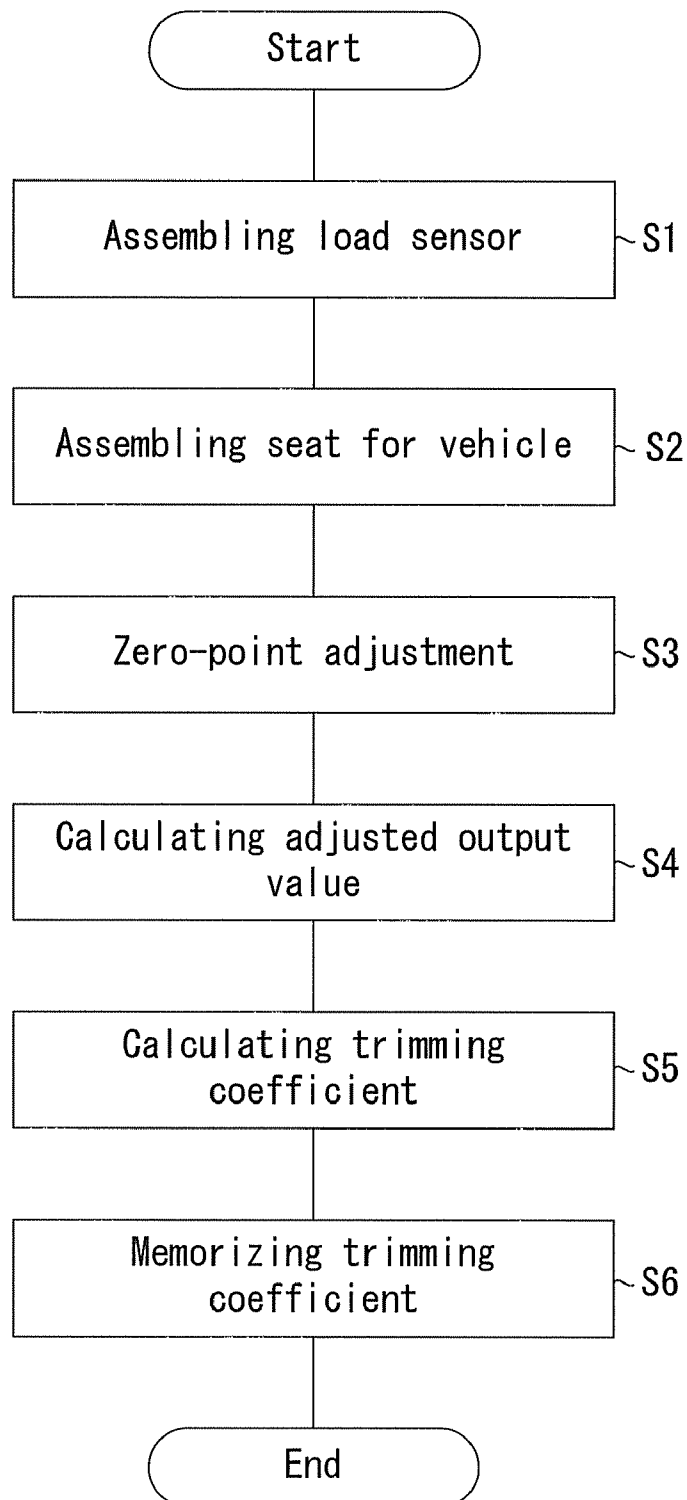 Start
Assembling load sensor
S1
Assembling seat for vehicle
S2
Zero-point adjustment
S3
Calculating adjusted output
value
S4
Calculating trimming
coefficient
S5
Memorizing trimming
coefficient
S6
End